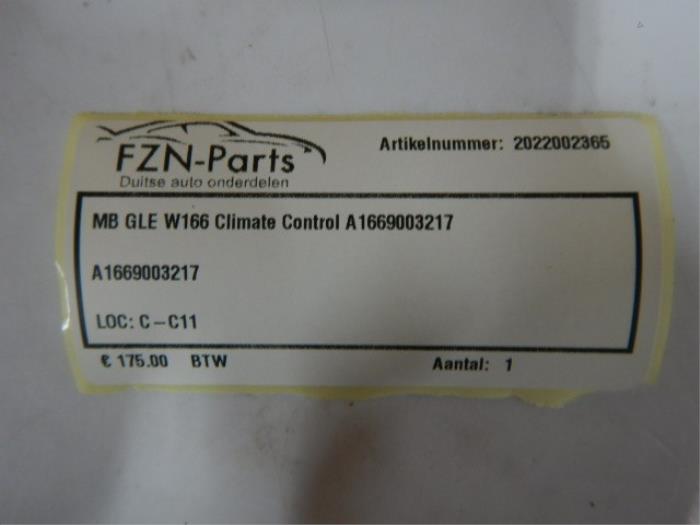 FZN-Parts
Duitse auto onderdelen
Artikelnummer: 2022002365
MB GLE W166 Climate Control A1669003217
A1669003217
LOC: C-C11
€ 175.00 BTW Aantal: 1